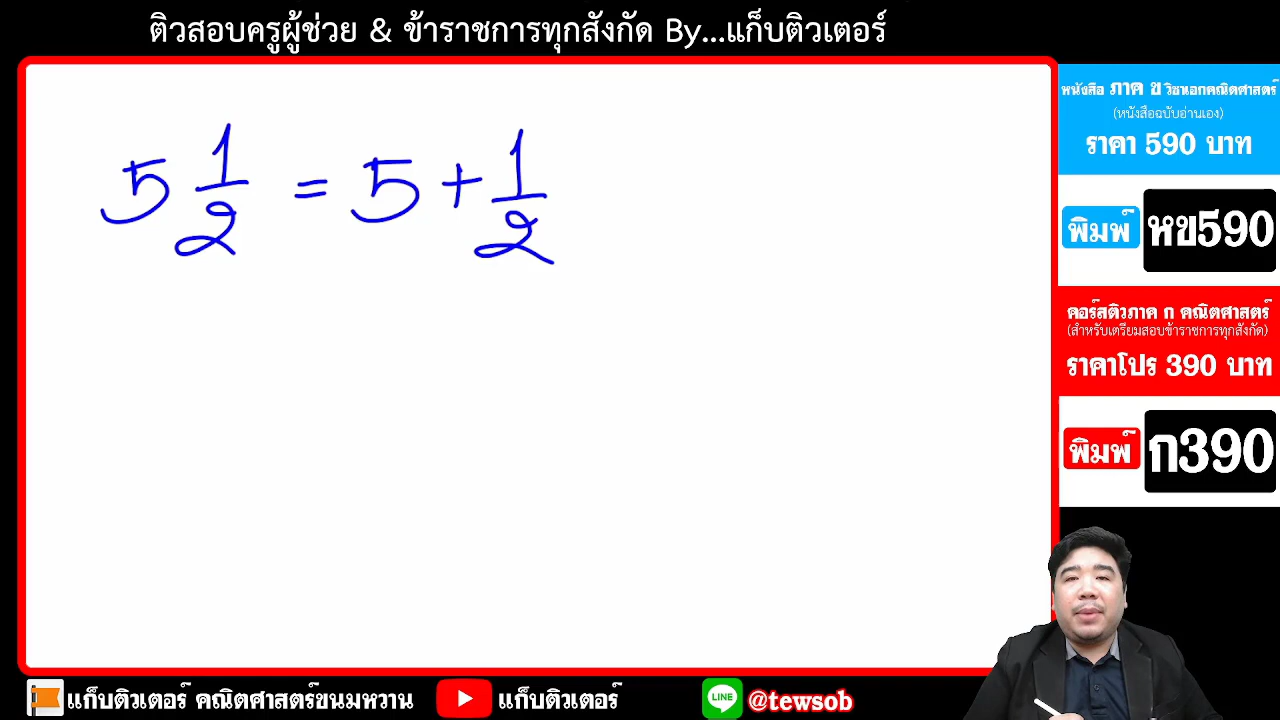 ติวสอบครูผู้ช่วย & ข้าราชการทุกสังกัด By...แก็บติวเตอร์
5 1/2 = 5 + 1/2
หนังสือ ภาค ข วิชาเอกคณิตศาสตร์
(หนังสือฉบับอ่านเอง)
ราคา 590 บาท
พิมพ์ หข590
คอร์สติวภาค ก คณิตศาสตร์
(สำหรับเตรียมสอบข้าราชการทุกสังกัด)
ราคาโปร 390 บาท
พิมพ์ ก390
แก็บติวเตอร์ คณิตศาสตร์ขนมหวาน แก็บติวเตอร์ LINE @tewsob